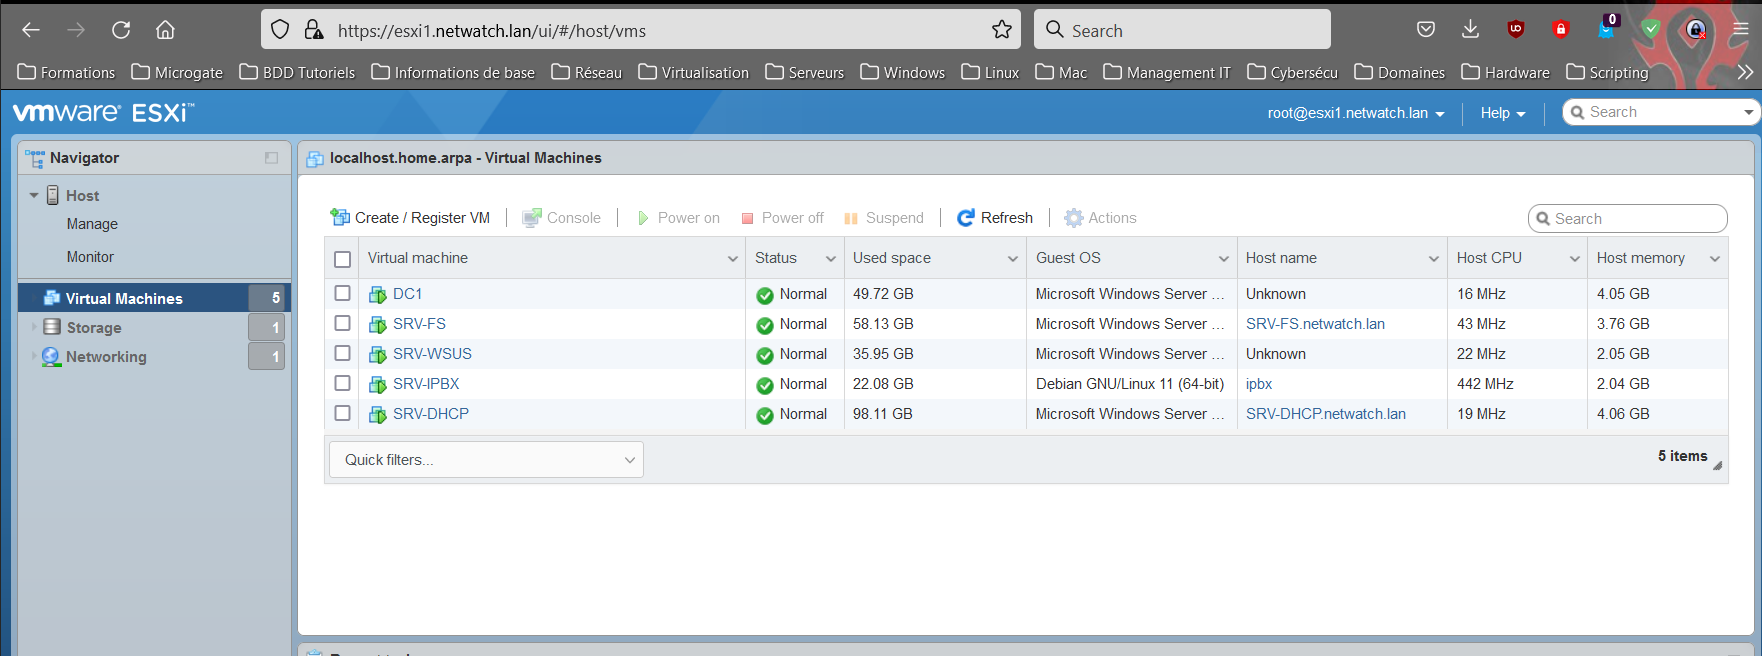 https://esxi1.netwatch.lan/ui/#/host/vms
Search
0
Formations Microgate BDD Tutoriels Informations de base Réseau Virtualisation Serveurs Windows Linux Mac Management IT Cybersécu Domaines Hardware Scripting
vmware ESXi™
root@esxi1.netwatch.lan Help Search
Navigator
Host
Manage
Monitor
Virtual Machines 5
Storage 1
Networking 1
localhost.home.arpa - Virtual Machines
Create / Register VM Console Power on Power off Suspend Refresh Actions Search
Virtual machine Status Used space Guest OS Host name Host CPU Host memory
DC1 Normal 49.72 GB Microsoft Windows Server ... Unknown 16 MHz 4.05 GB
SRV-FS Normal 58.13 GB Microsoft Windows Server ... SRV-FS.netwatch.lan 43 MHz 3.76 GB
SRV-WSUS Normal 35.95 GB Microsoft Windows Server ... Unknown 22 MHz 2.05 GB
SRV-IPBX Normal 22.08 GB Debian GNU/Linux 11 (64-bit) ipbx 442 MHz 2.04 GB
SRV-DHCP Normal 98.11 GB Microsoft Windows Server ... SRV-DHCP.netwatch.lan 19 MHz 4.06 GB
Quick filters...
5 items